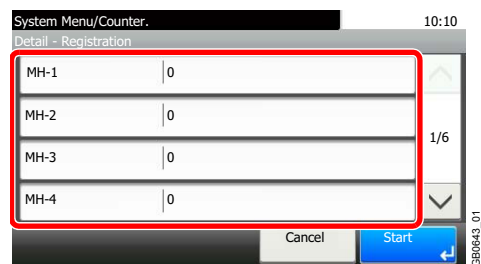 System Menu/Counter.
10:10
Detail - Registration
MH-1 0
MH-2 0
1/6
MH-3 0
MH-4 0
Cancel
Start
GB0643_01